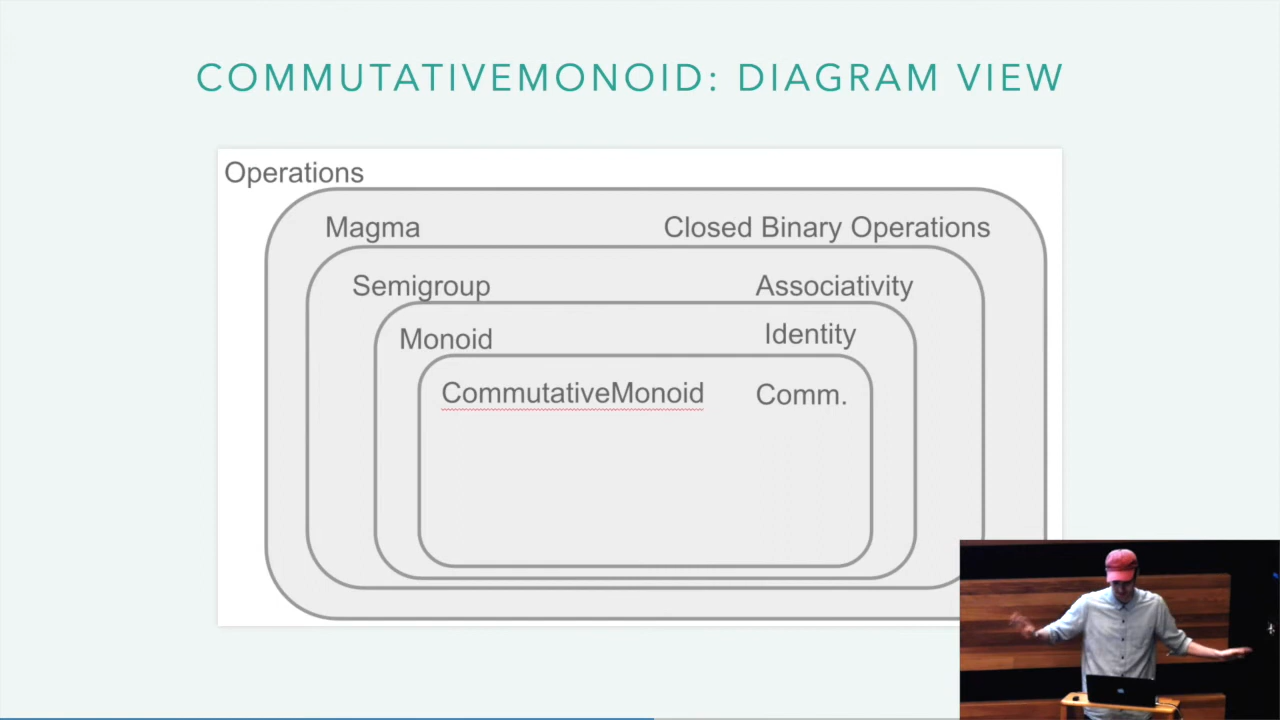 COMMUTATIVEMONOID: DIAGRAM VIEW
Operations
Magma Closed Binary Operations
Semigroup Associativity
Monoid Identity
CommutativeMonoid Comm.